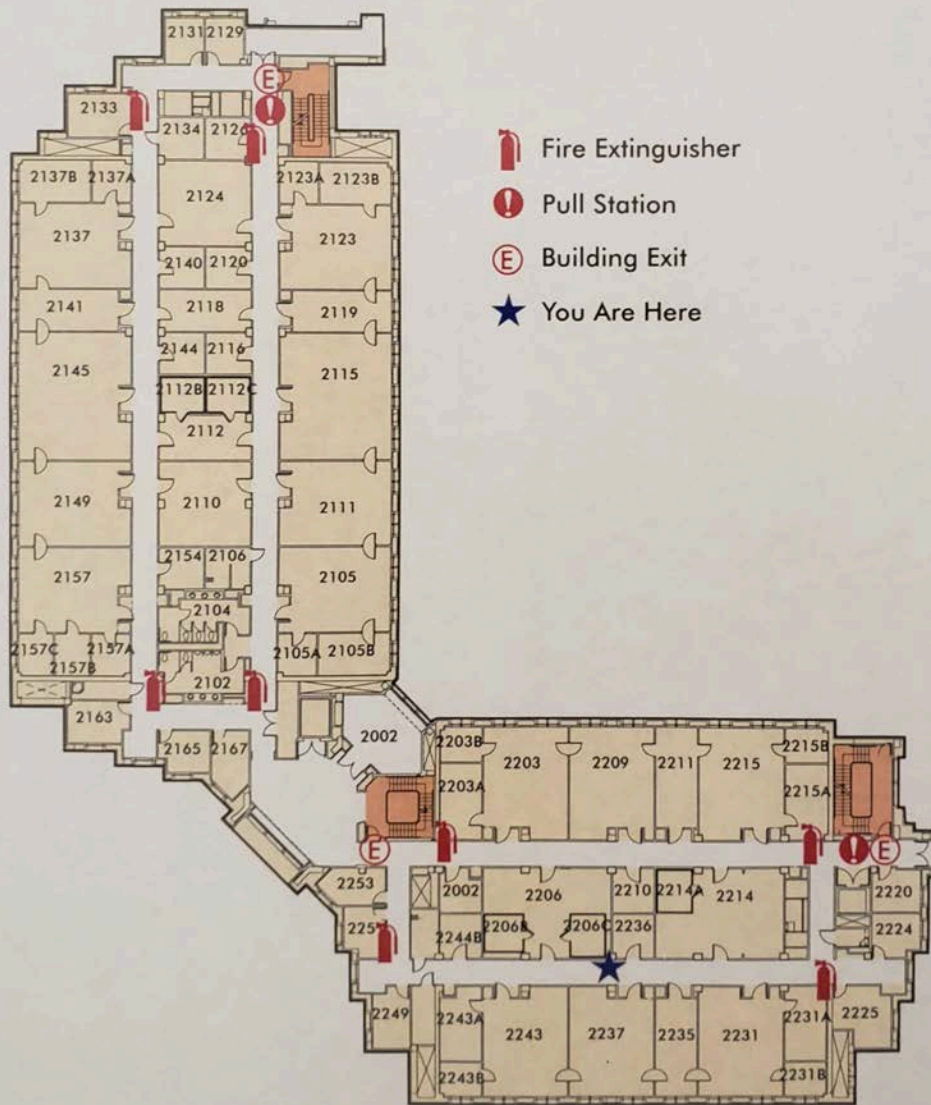 2131 2129
E
2133
2134 2126
2137B 2137A
2124
2123A 2123B
2137
2123
2140 2120
2141
2118
2119
2144 2116
2145
2115
2112B 2112C
2112
2149
2110
2111
2154 2106
2157
2105
2104
2157C 2157B 2157A
2105A 2105B
2102
2163
2165 2167
2002
! Fire Extinguisher
! Pull Station
E Building Exit
You Are Here
2203B
2203 2209 2211 2215
2215B
2203A
2215A
E
! E
2253
2002
2206
2210
2214A
2214
2220
2206B
2206C
2236
2224
2244B
2249
2243A
2243
2237
2235
2231
2231A
2225
2243B
2231B